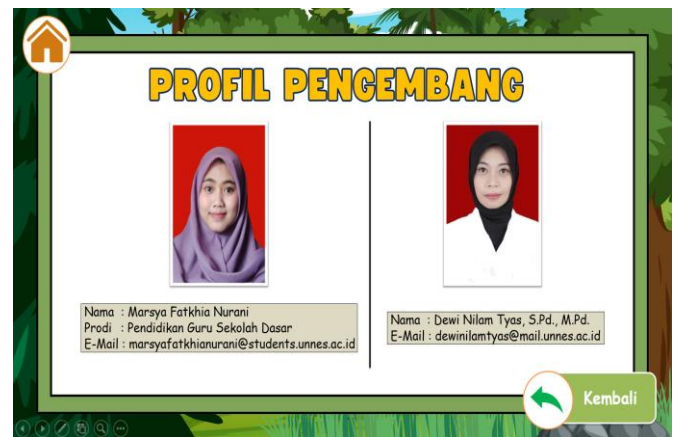 PROFIL PENGEMBANG
Nama : Marsya Fatkhia Nurani
Prodi : Pendidikan Guru Sekolah Dasar
E-Mail : marsyafatkhianurani@students.unnes.ac.id
Nama : Dewi Nilam Tyas, S.Pd., M.Pd.
E-Mail : dewinilamtyas@mail.unnes.ac.id
Kembali